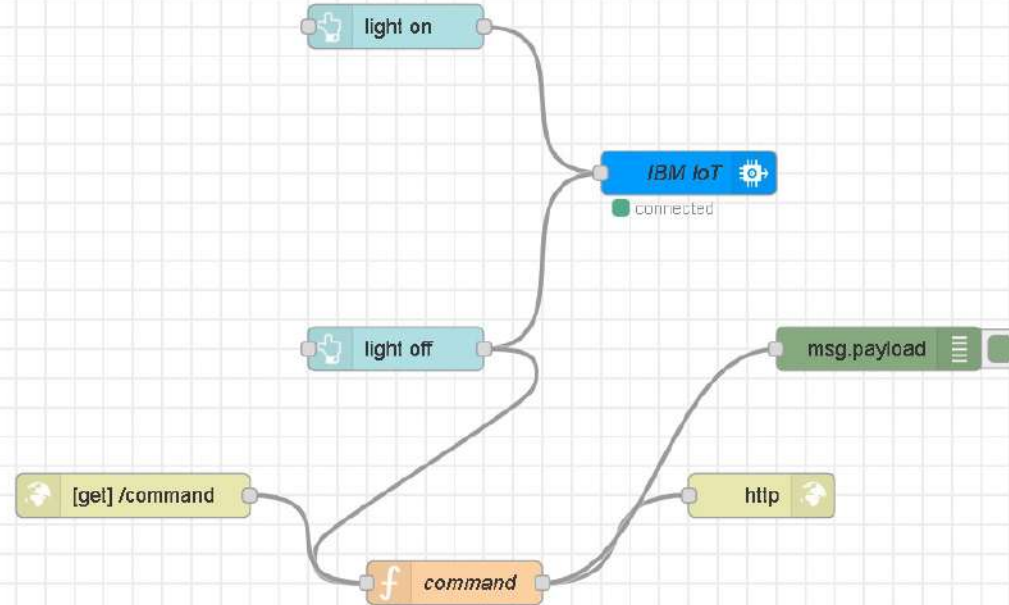 light on
IBM IoT
connected
light off
msg.payload
[get] /command
http
command